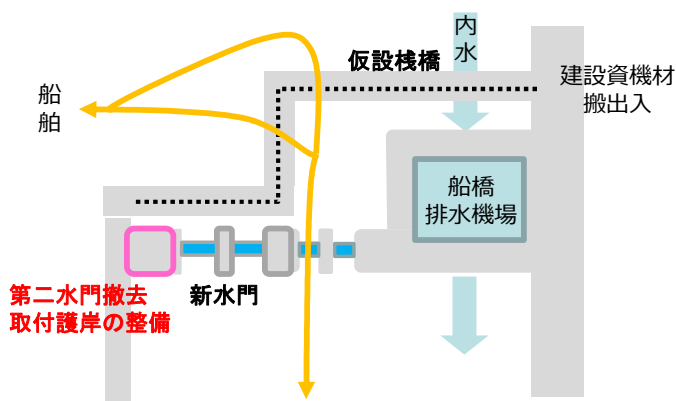 内
水
仮設桟橋
建設資機材
搬出入
船
舶
船橋
排水機場
第二水門撤去
取付護岸の整備
新水門